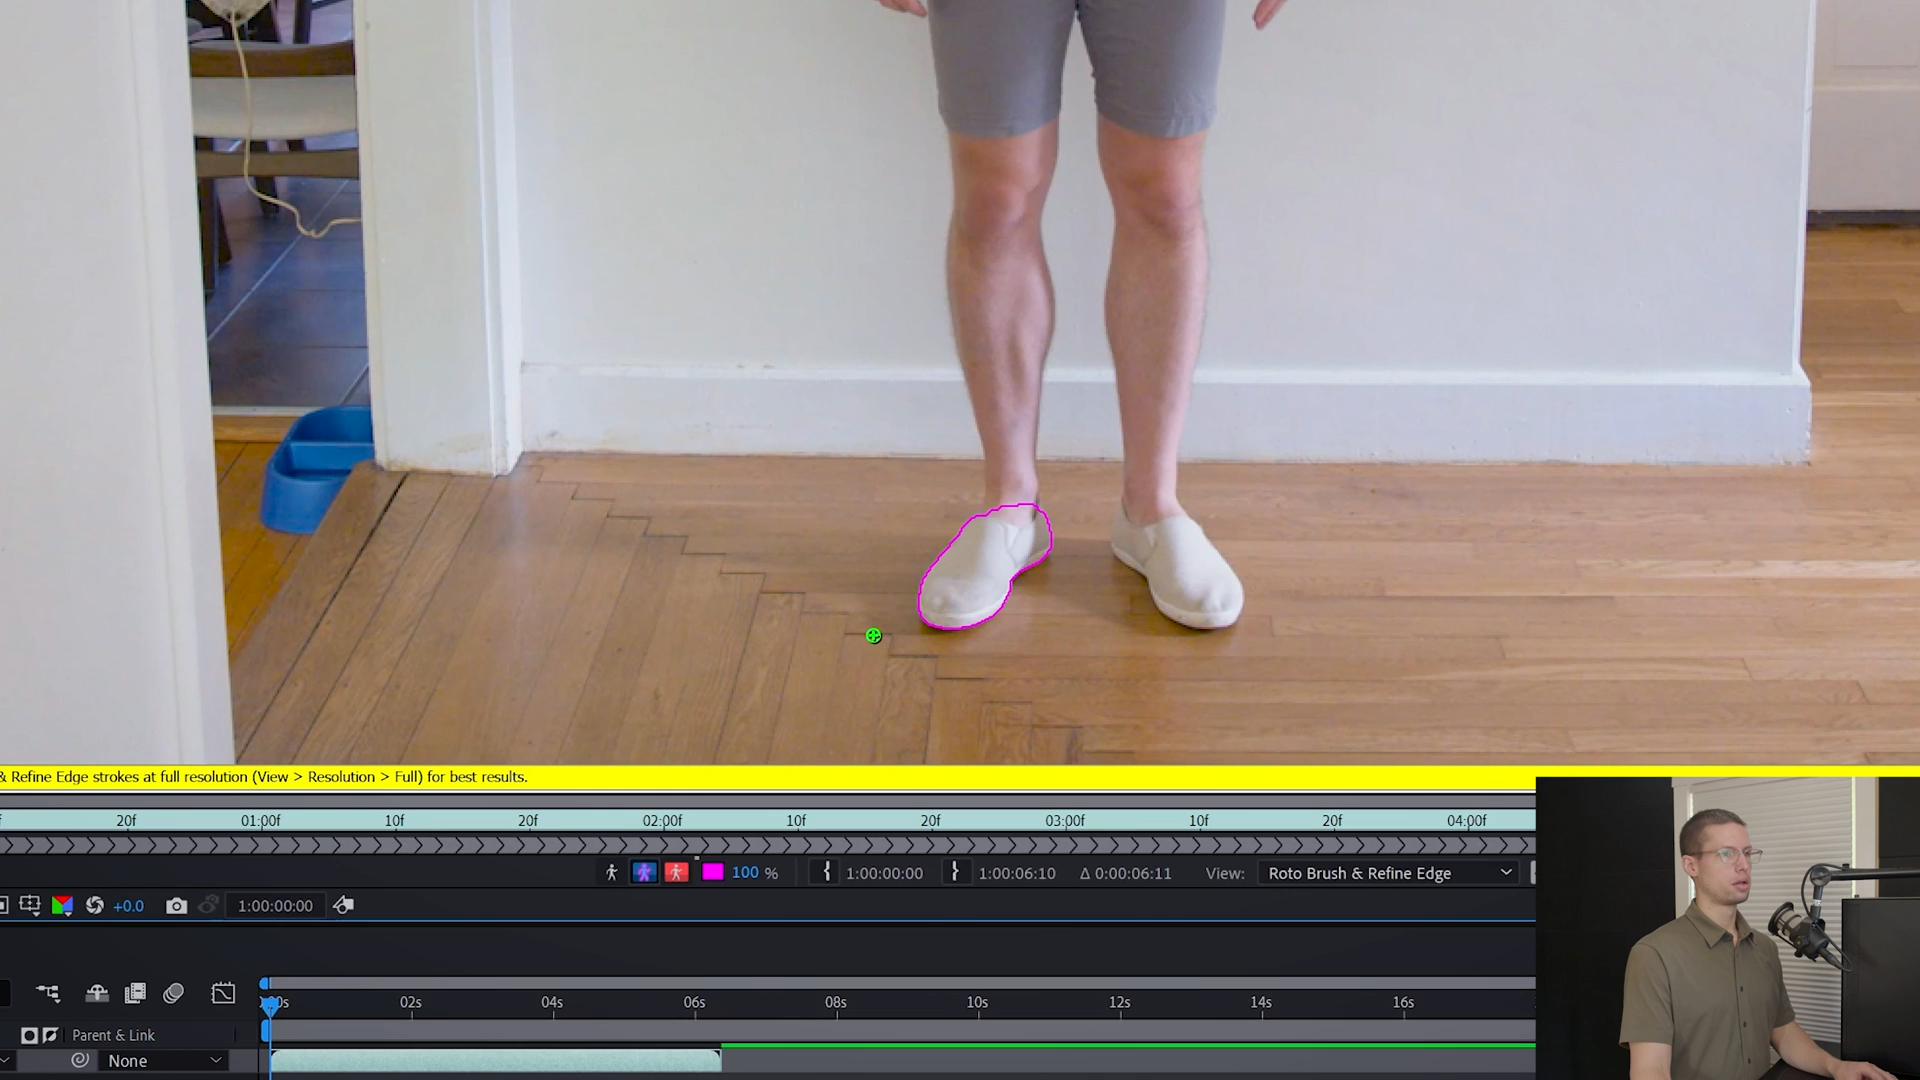 & Refine Edge strokes at full resolution (View > Resolution > Full) for best results.
20f 01:00f 10f 20f 02:00f 10f 20f 03:00f 10f 20f 04:00f
100 % { 1:00:00:00 } 1:00:06:10 Δ 0:00:06:11 View: Roto Brush & Refine Edge
+0.0 1:00:00:00
02s 04s 06s 08s 10s 12s 14s 16s
Parent & Link
None